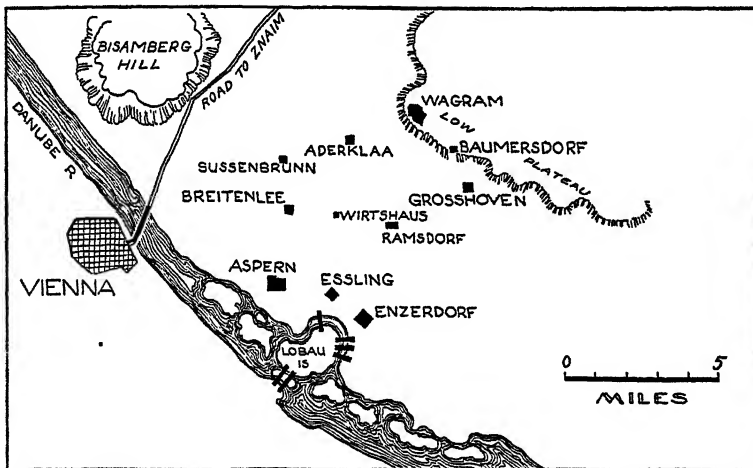 BISAMBERG
HILL
ROAD TO ZNAIM
DANUBE R
WAGRAM
LOW
PLATEAU
BAUMERSDORF
ADERKLAA
SUSSENBRUNN
GROSSHOVEN
BREITENLEE
WIRTSHAUS
RAMSDORF
VIENNA
ASPERN
ESSLING
ENZERDORF
LOBAU
IS
0 5
MILES